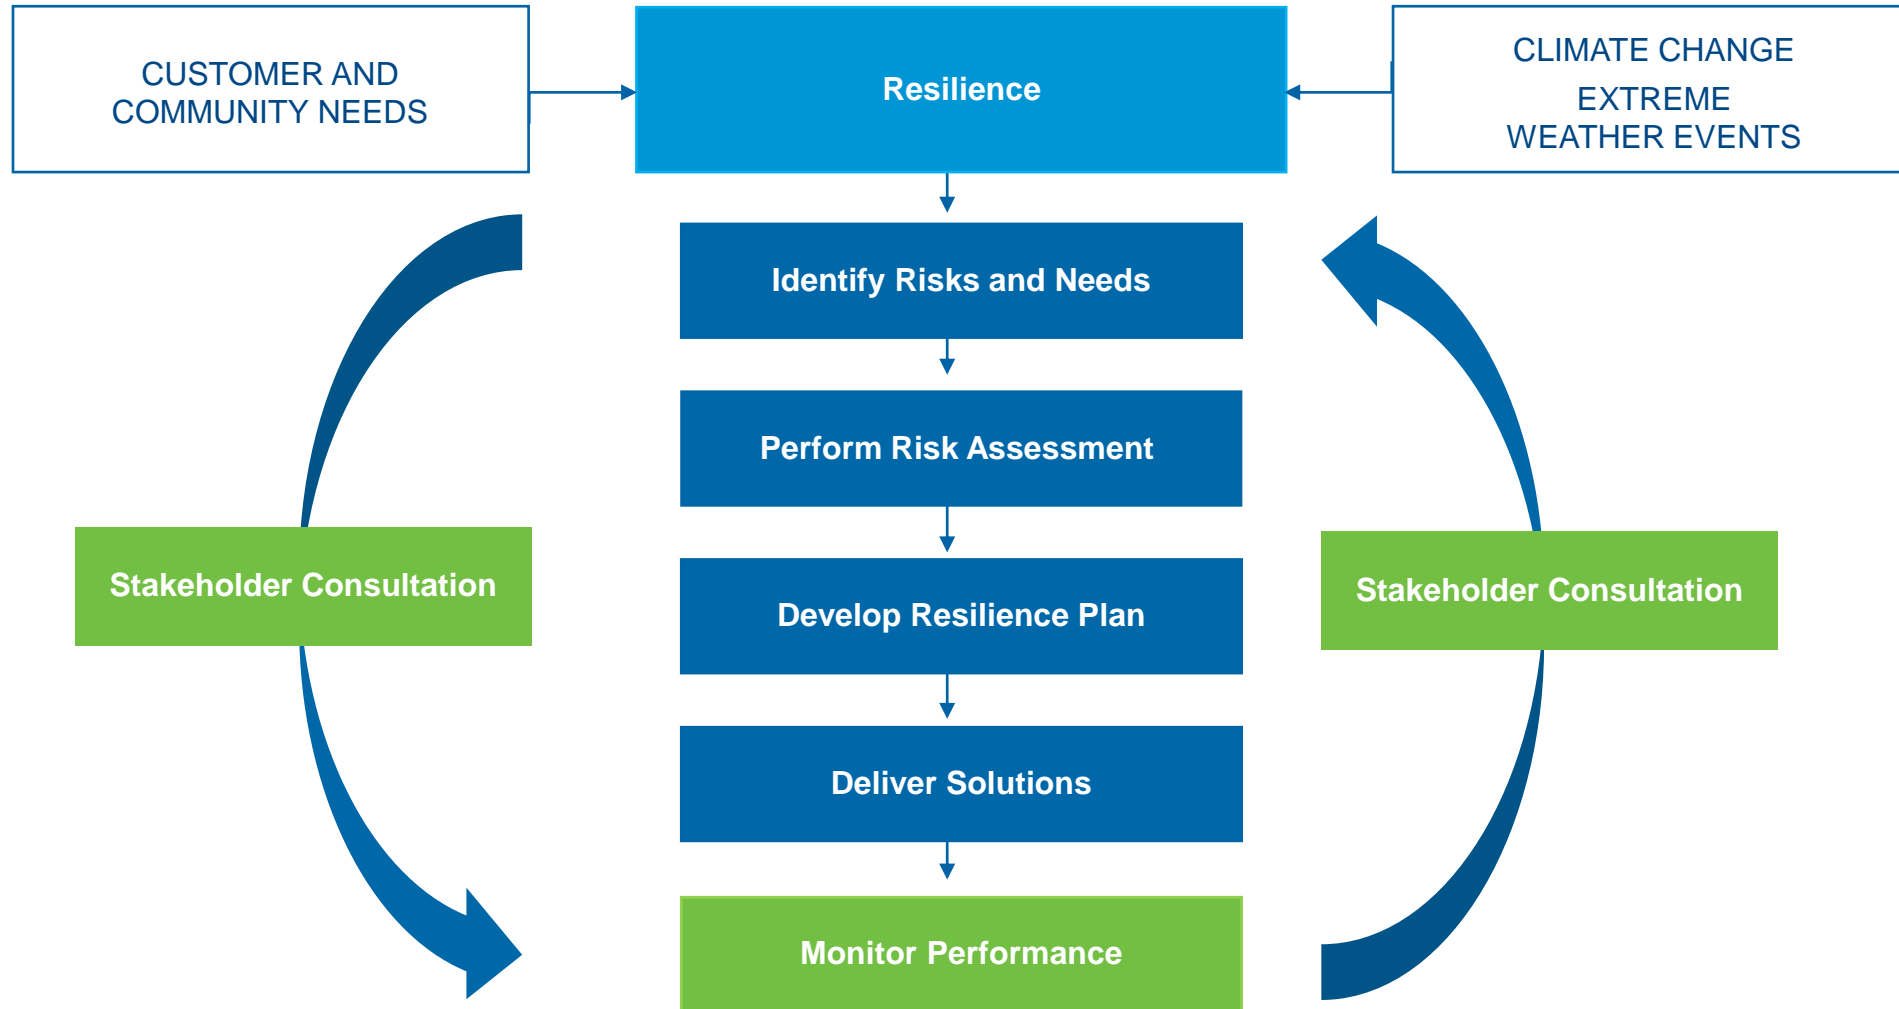 CUSTOMER AND
COMMUNITY NEEDS
Resilience
CLIMATE CHANGE
EXTREME
WEATHER EVENTS
Identify Risks and Needs
Perform Risk Assessment
Stakeholder Consultation
Develop Resilience Plan
Stakeholder Consultation
Deliver Solutions
Monitor Performance